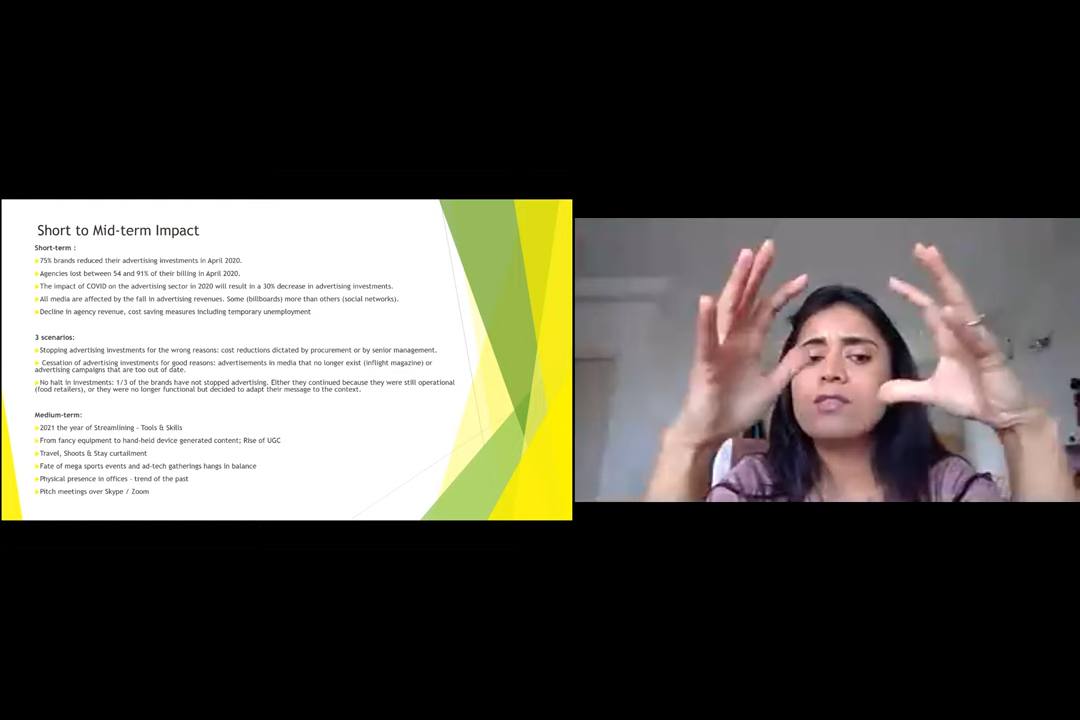 Short to Mid-term Impact
Short-term :
75% brands reduced their advertising investments in April 2020.
Agencies lost between 54 and 91% of their billing in April 2020.
The impact of COVID on the advertising sector in 2020 will result in a 30% decrease in advertising investments.
All media are affected by the fall in advertising revenues. Some (billboards) more than others (social networks).
Decline in agency revenue, cost saving measures including temporary unemployment
3 scenarios:
Stopping advertising investments for the wrong reasons: cost reductions dictated by procurement or by senior management.
Cessation of advertising investments for good reasons: advertisements in media that no longer exist (inflight magazine) or
advertising campaigns that are too out of date.
No halt in investments: 1/3 of the brands have not stopped advertising. Either they continued because they were still operational
(food retailers), or they were no longer functional but decided to adapt their message to the context.
Medium-term:
2021 the year of Streamlining - Tools & Skills
From fancy equipment to hand-held device generated content; Rise of UGC
Travel, Shoots & Stay curtailment
Fate of mega sports events and ad-tech gatherings hangs in balance
Physical presence in offices - trend of the past
Pitch meetings over Skype / Zoom